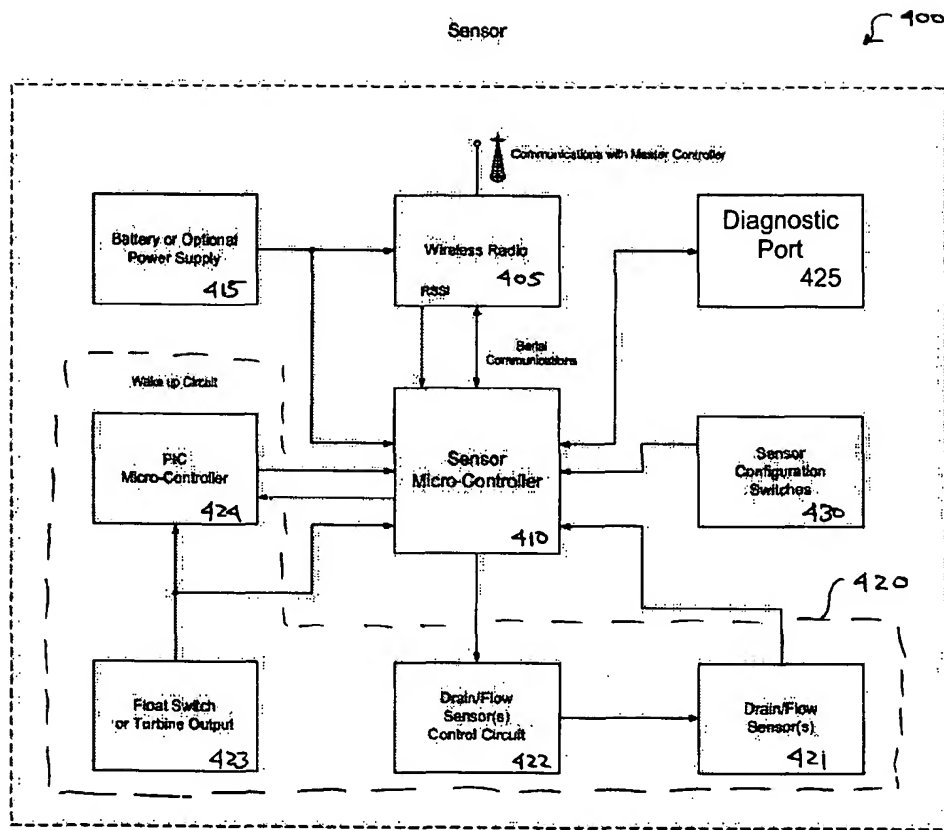 Sensor
400
Communications with Master Controller
Battery or Optional
Power Supply
415
Wireless Radio
405
RSSI
Diagnostic
Port
425
Serial
Communications
Wake up Circuit
PIC
Micro-Controller
424
Sensor
Micro-Controller
410
Sensor
Configuration
Switches
430
420
Float Switch
or Turbine Output
423
Drain/Flow
Sensor(s)
Control Circuit
422
Drain/Flow
Sensor(s)
421